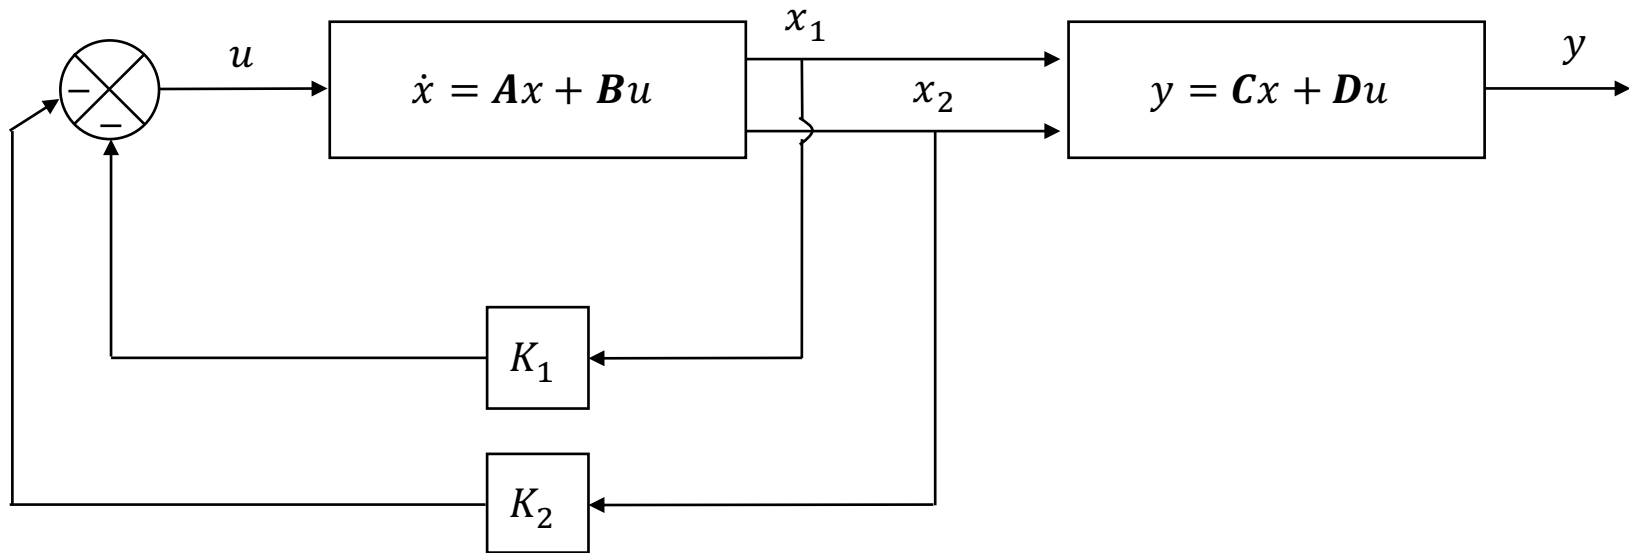 x₁
u
y
ẋ = Ax + Bu
x₂
y = Cx + Du
−
−
K₁
K₂